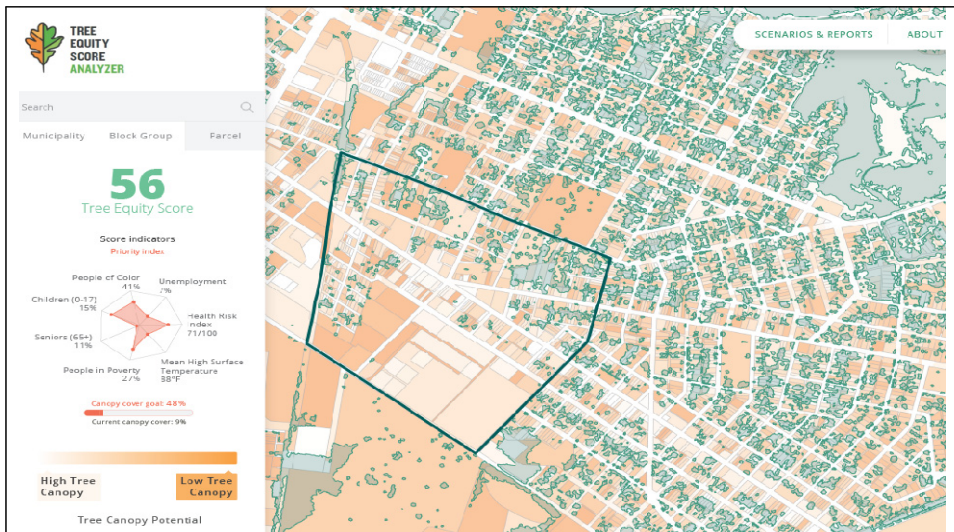 TREE
EQUITY
SCORE
ANALYZER
SCENARIOS & REPORTS
ABOUT
Search
Municipality
Block Group
Parcel
56
Tree Equity Score
Score indicators
Priority index
People of Color
41%
Unemployment
7%
Children (0-17)
15%
Health Risk
Index
71/100
Seniors (65+)
11%
Mean High Surface
Temperature
People in Poverty
27%
Canopy cover goal: 48%
Current canopy cover: 9%
High Tree
Canopy
Low Tree
Canopy
Tree Canopy Potential